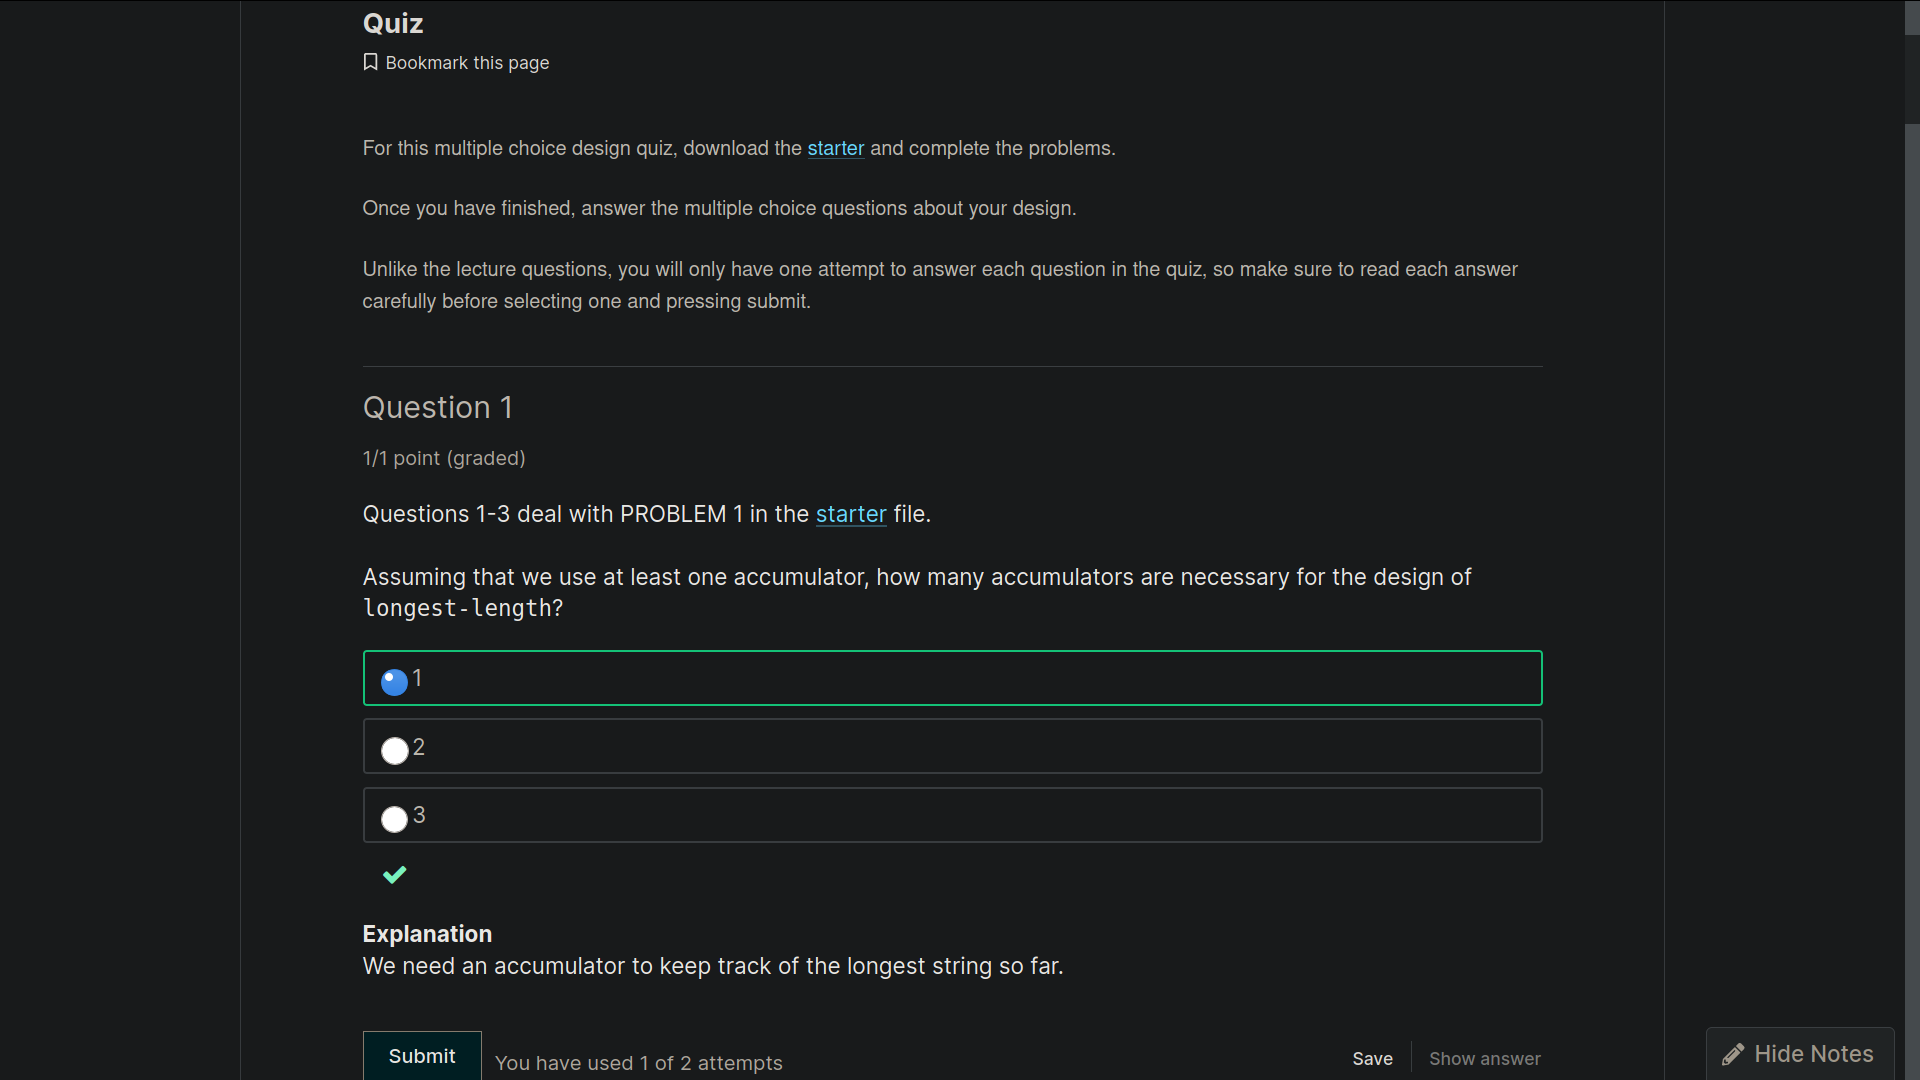 Quiz
Bookmark this page
For this multiple choice design quiz, download the starter and complete the problems.
Once you have finished, answer the multiple choice questions about your design.
Unlike the lecture questions, you will only have one attempt to answer each question in the quiz, so make sure to read each answer
carefully before selecting one and pressing submit.
Question 1
1/1 point (graded)
Questions 1-3 deal with PROBLEM 1 in the starter file.
Assuming that we use at least one accumulator, how many accumulators are necessary for the design of
longest-length?
1
2
3
Explanation
We need an accumulator to keep track of the longest string so far.
Submit
You have used 1 of 2 attempts
Save
Show answer
Hide Notes